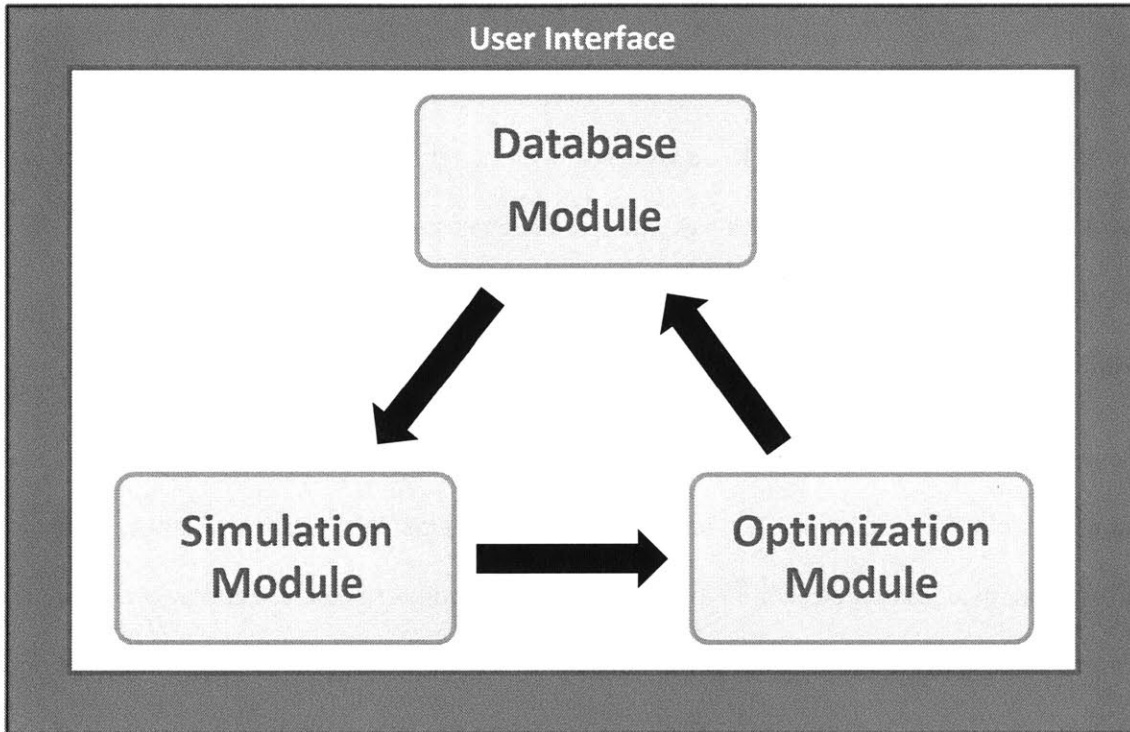 User Interface
Database
Module
Simulation
Module
Optimization
Module